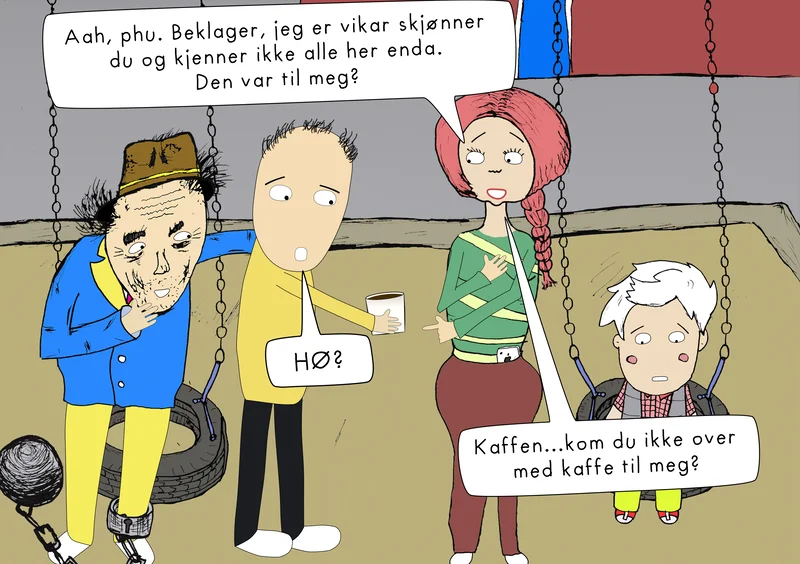 Aah, phu. Beklager, jeg er vikar skjønner
du og kjenner ikke alle her enda.
Den var til meg?
HØ?
Kaffen...kom du ikke over
med kaffe til meg?